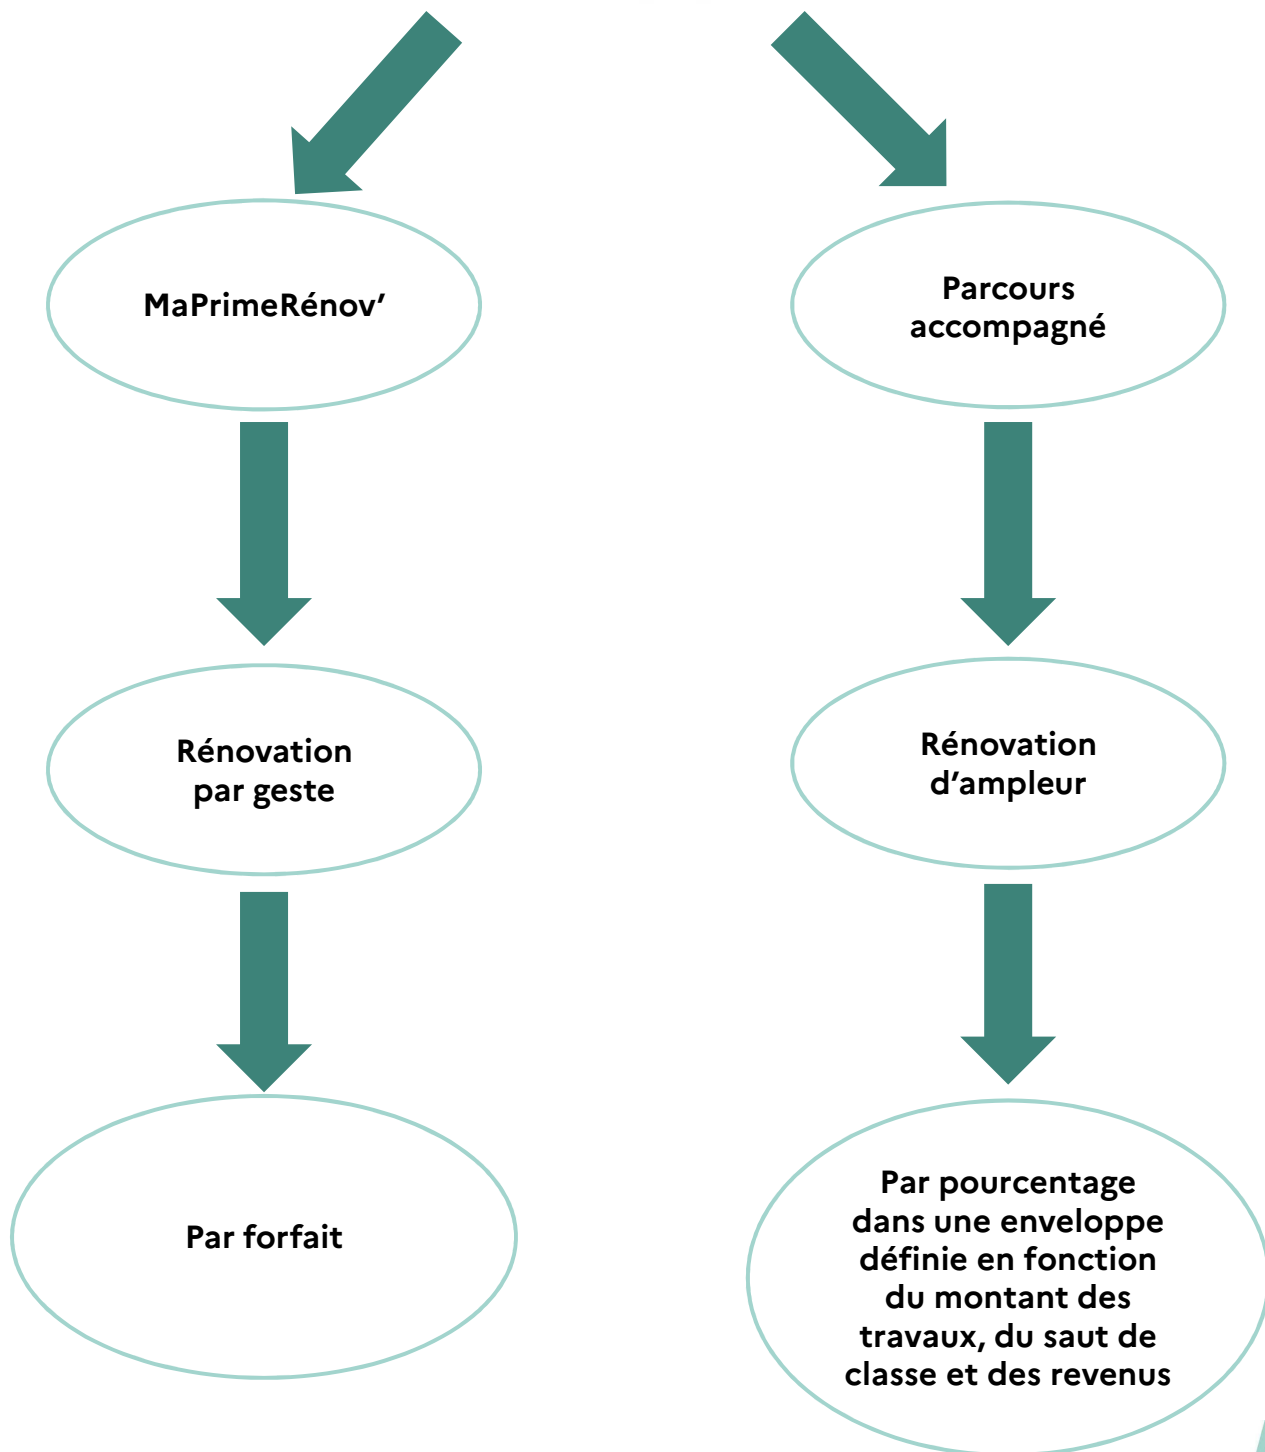 MaPrimeRénov’
Parcours
accompagné
Rénovation
par geste
Rénovation
d’ampleur
Par forfait
Par pourcentage
dans une enveloppe
définie en fonction
du montant des
travaux, du saut de
classe et des revenus